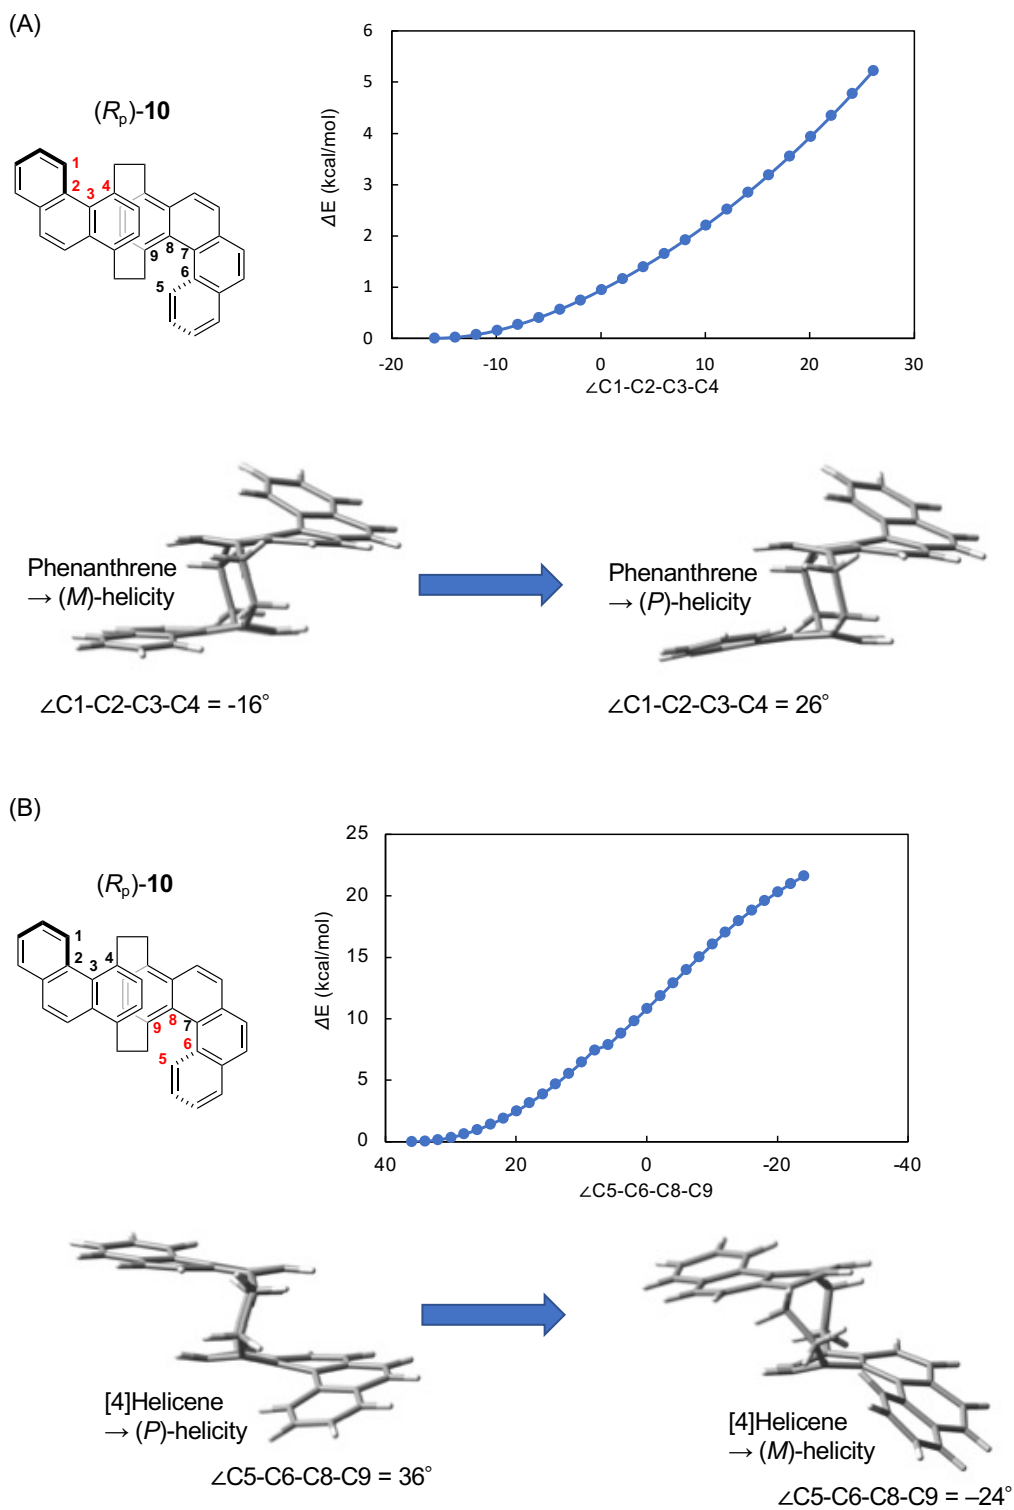 (A)
(Rp)-10
1
2
3
4
5
6
7
8
9
ΔE (kcal/mol)
6
5
4
3
2
1
0
-20
-10
0
10
20
30
∠C1-C2-C3-C4
Phenanthrene
→ (M)-helicity
Phenanthrene
→ (P)-helicity
∠C1-C2-C3-C4 = -16°
∠C1-C2-C3-C4 = 26°
(B)
(Rp)-10
1
2
3
4
5
6
7
8
9
ΔE (kcal/mol)
25
20
15
10
5
0
40
20
0
-20
-40
∠C5-C6-C8-C9
[4]Helicene
→ (P)-helicity
[4]Helicene
→ (M)-helicity
∠C5-C6-C8-C9 = 36°
∠C5-C6-C8-C9 = –24°